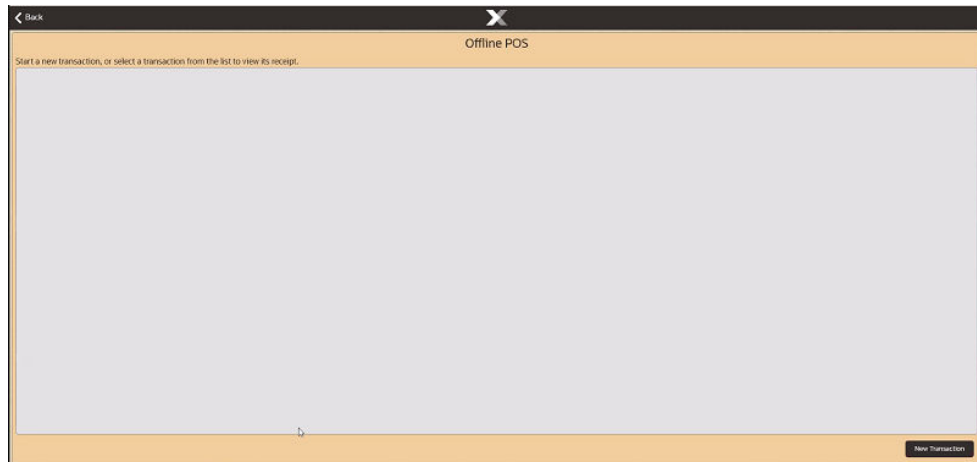 Back
Offline POS
Start a new transaction, or select a transaction from the list to view its receipt.
New Transaction